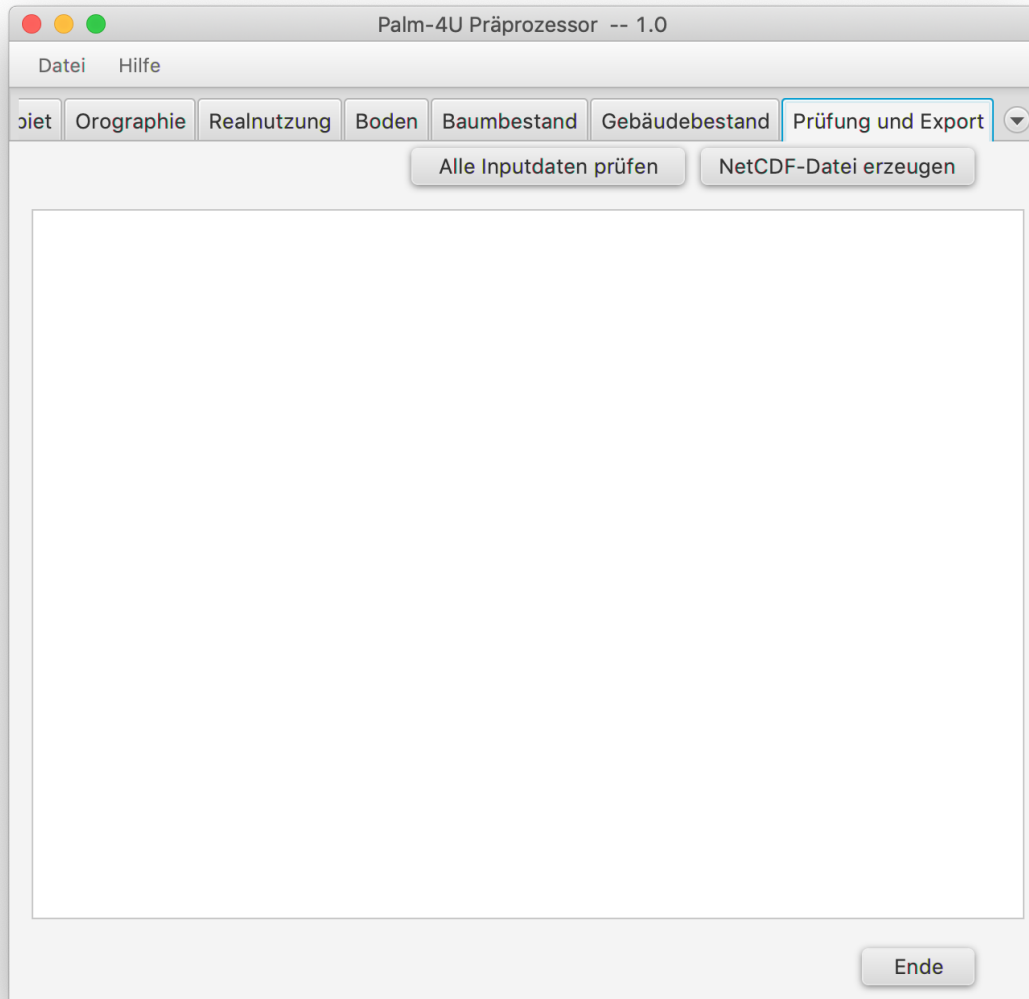 Palm-4U Präprozessor -- 1.0
Datei Hilfe
biet Orographie Realnutzung Boden Baumbestand Gebäudebestand Prüfung und Export
Alle Inputdaten prüfen NetCDF-Datei erzeugen
Ende